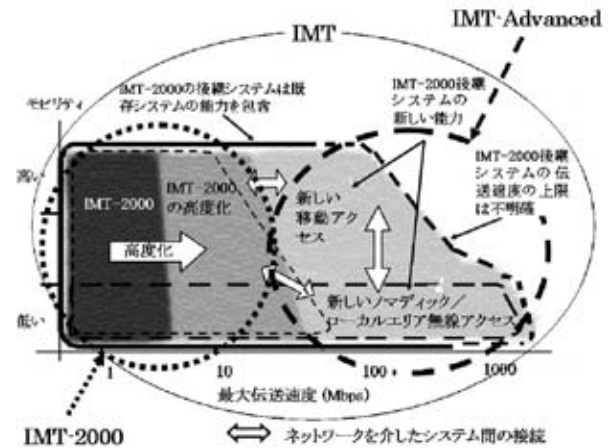 IMT-Advanced
IMT
IMT-2000の後継システムは既
存システムの能力を包含
IMT-2000後継
システムの
新しい能力
モビリティ
IMT-2000後継
システムの伝
送速度の上限
は不明確
高い
IMT-2000
IMT-2000
の高度化
新しい
移動アク
セス
高度化
新しいノマディック／
ローカルエリア無線アクセス
低い
1
10
100
1000
最大伝送速度 (Mbps)
IMT-2000
ネットワークを介したシステム間の接続